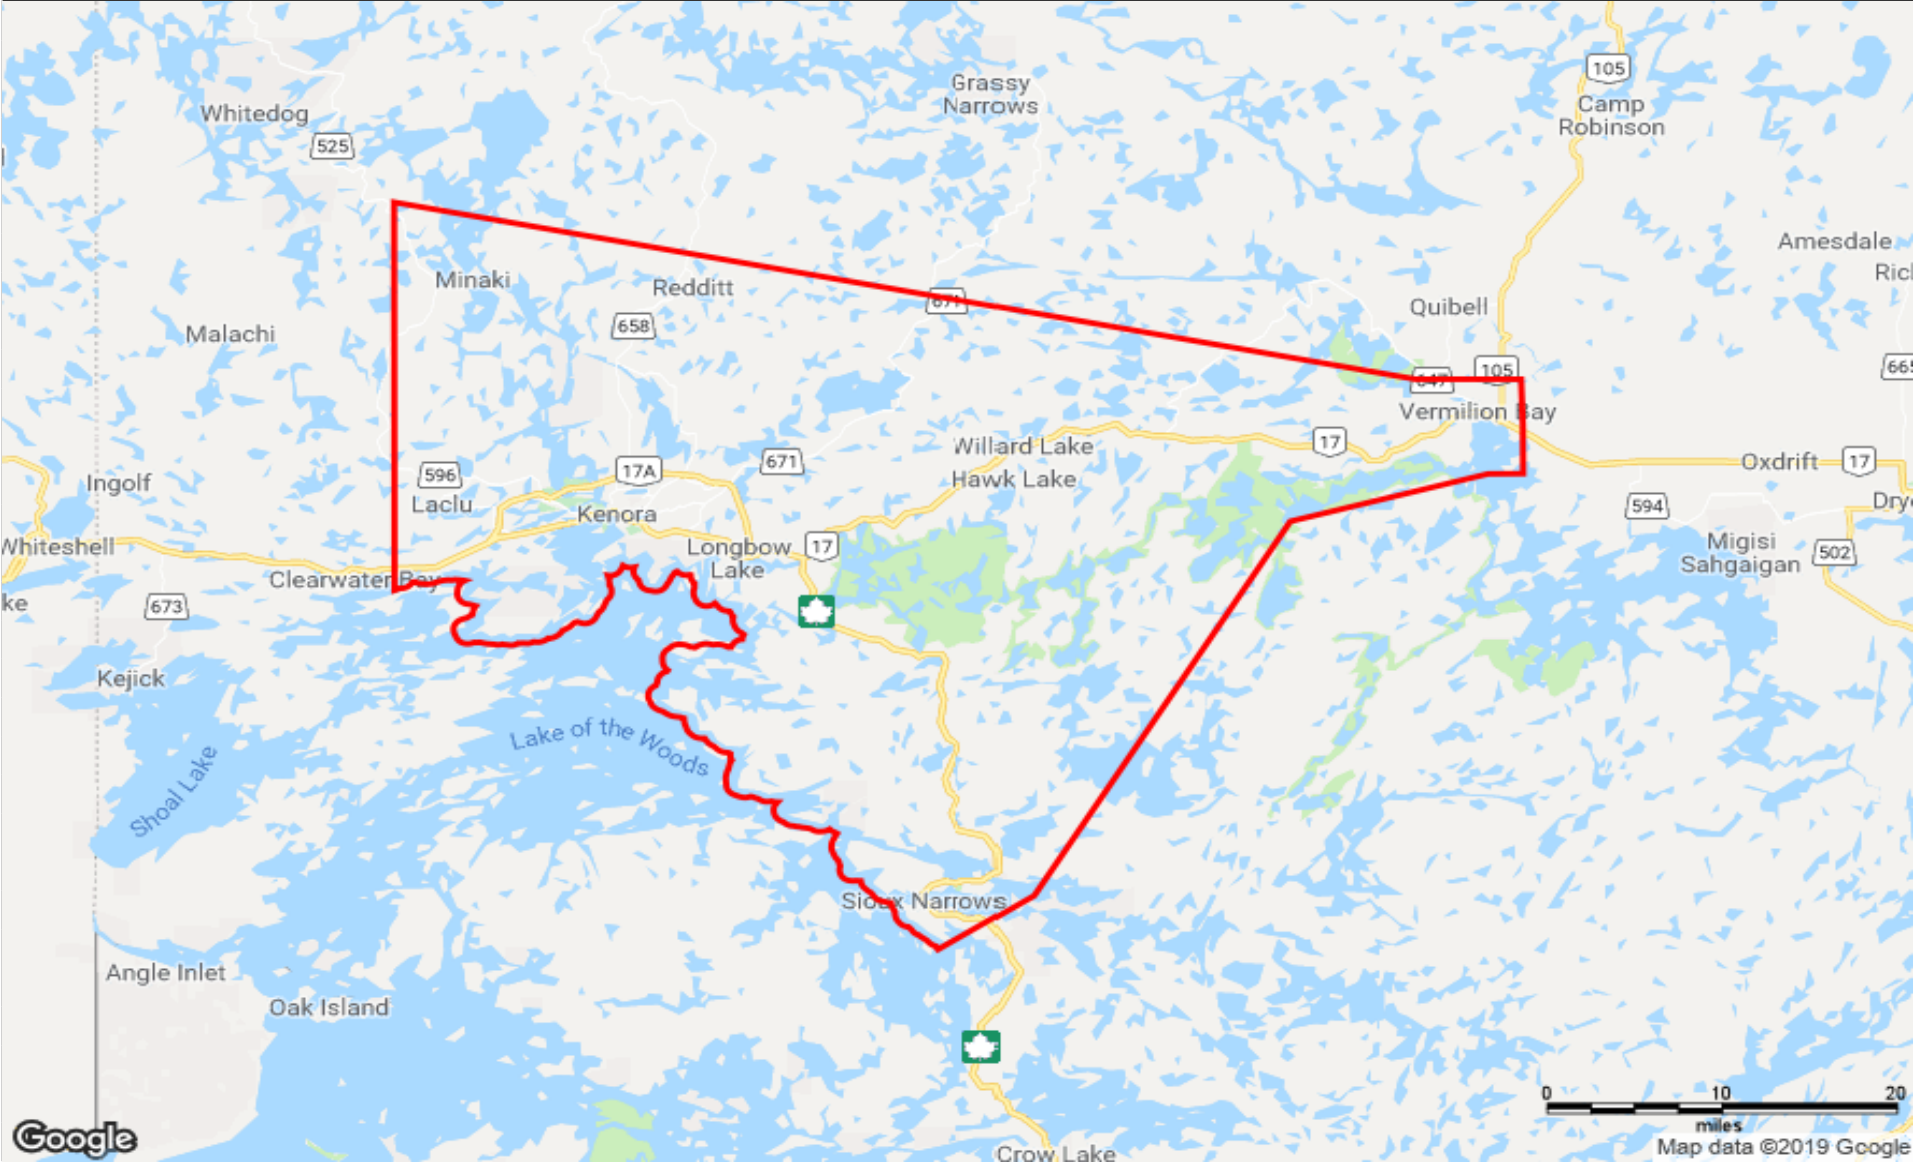 105
Grassy
Narrows
Camp
Robinson
Whitedog
525
Amesdale
Ricl
Minaki
Redditt
671
Quibell
658
Malachi
105
665
647
Vermilion Bay
17
Willard Lake
671
17A
596
Hawk Lake
Oxdrift
17
Ingolf
Laclu
Kenora
594
Drye
Whiteshell
Longbow
Lake
17
Migisi
Sahgaigan
502
Clearwater Bay
ke
673
Kejick
Lake of the Woods
Shoal Lake
Sioux Narrows
Angle Inlet
Oak Island
0 10 20
miles
Google
Map data ©2019 Google
Crow Lake